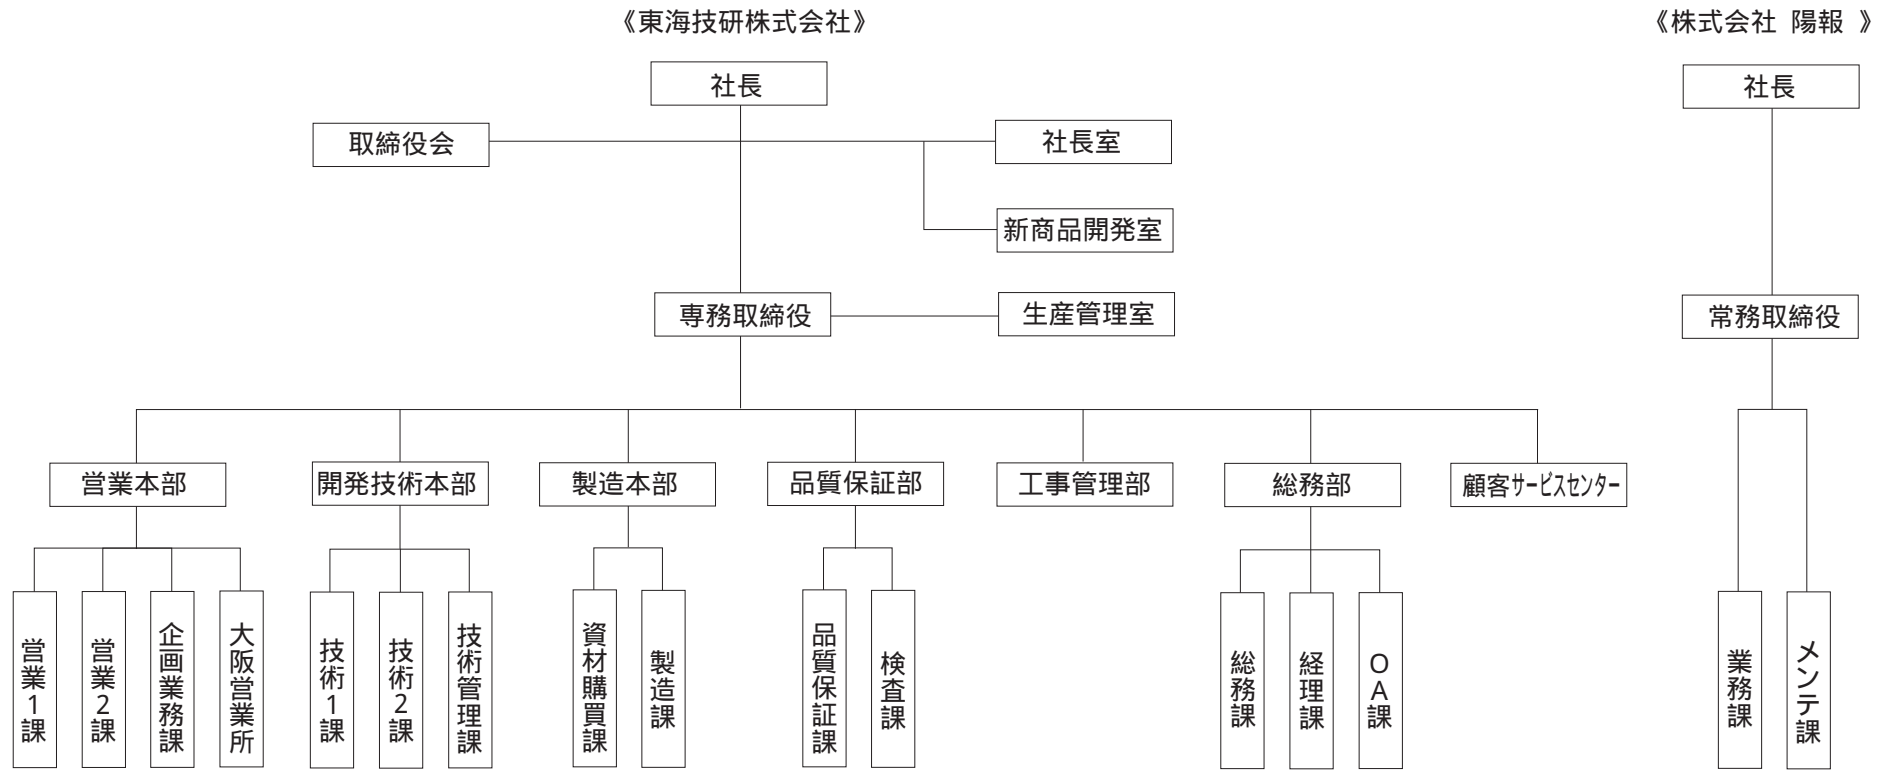 《東海技研株式会社》
《株式会社 陽報 》
社長
社長
取締役会
社長室
新商品開発室
専務取締役
生産管理室
常務取締役
営業本部
開発技術本部
製造本部
品質保証部
工事管理部
総務部
顧客サービスセンター
営業1課
営業2課
企画業務課
大阪営業所
技術1課
技術2課
技術管理課
資材購買課
製造課
品質保証課
検査課
総務課
経理課
OA課
業務課
メンテ課